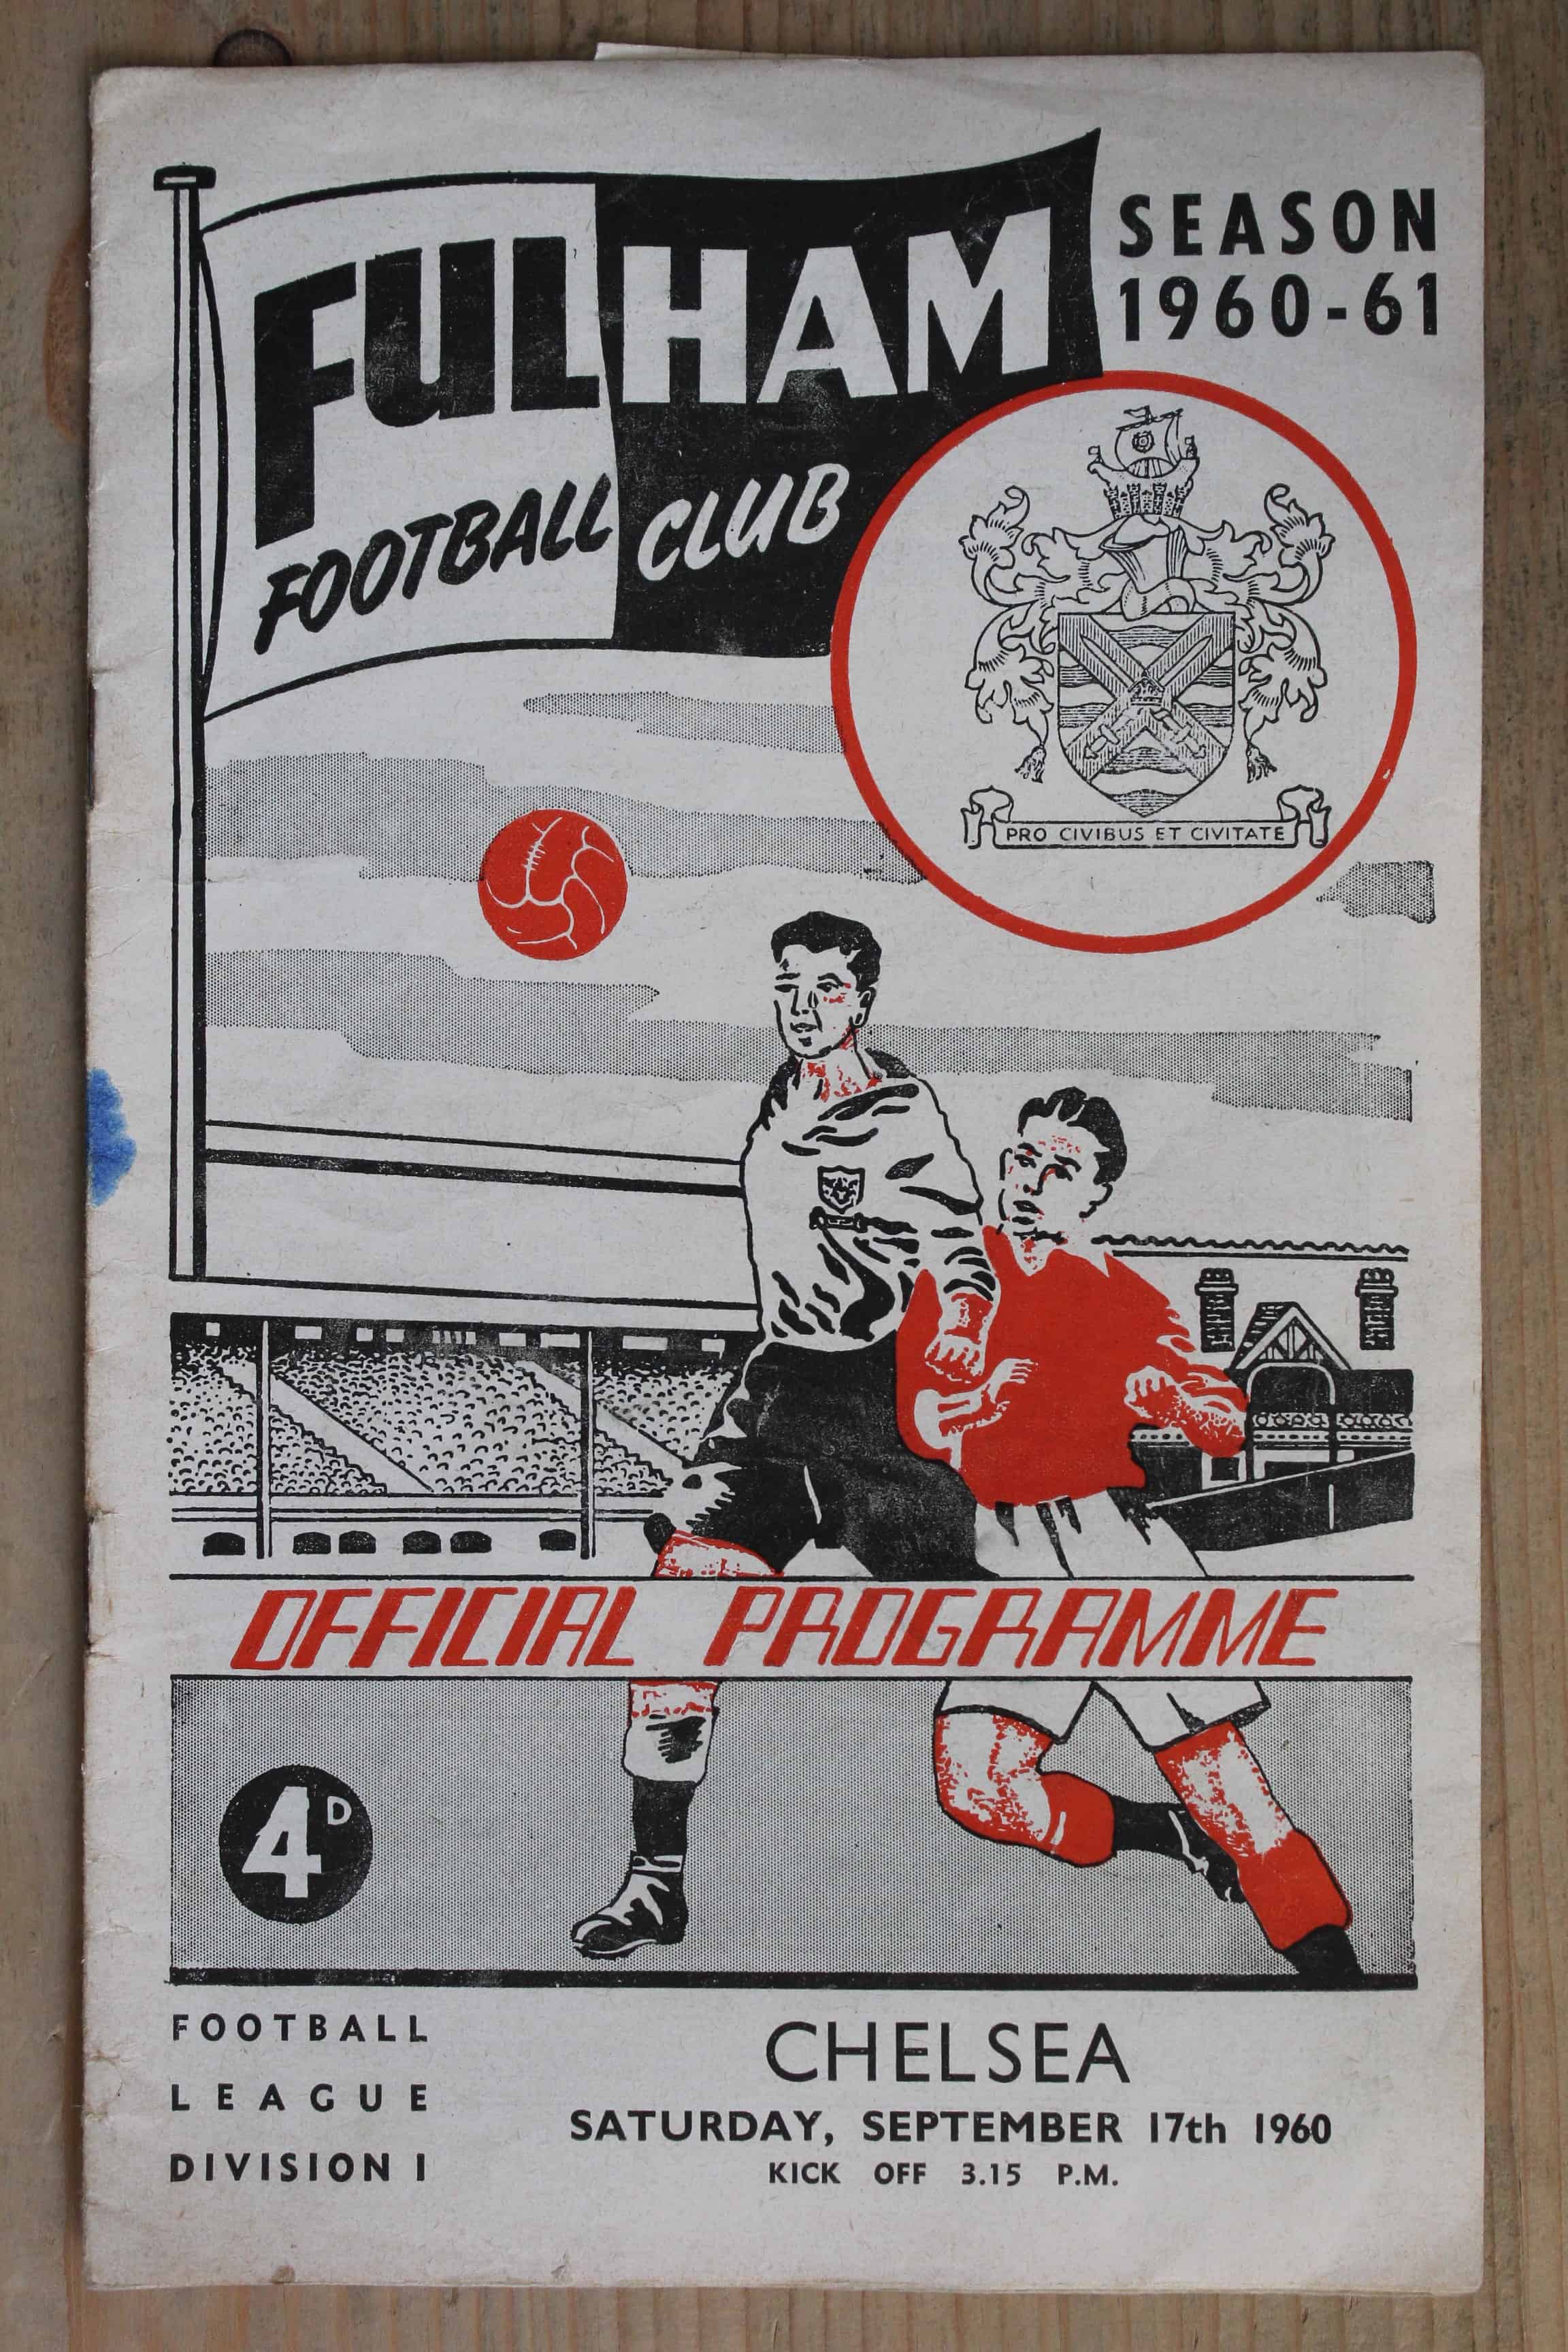 FULHAM
FOOTBALL CLUB
SEASON
1960-61
PRO CIVIBUS ET CIVITATE
OFFICIAL PROGRAMME
4D
FOOTBALL
LEAGUE
DIVISION I
CHELSEA
SATURDAY, SEPTEMBER 17th 1960
KICK OFF 3.15 P.M.